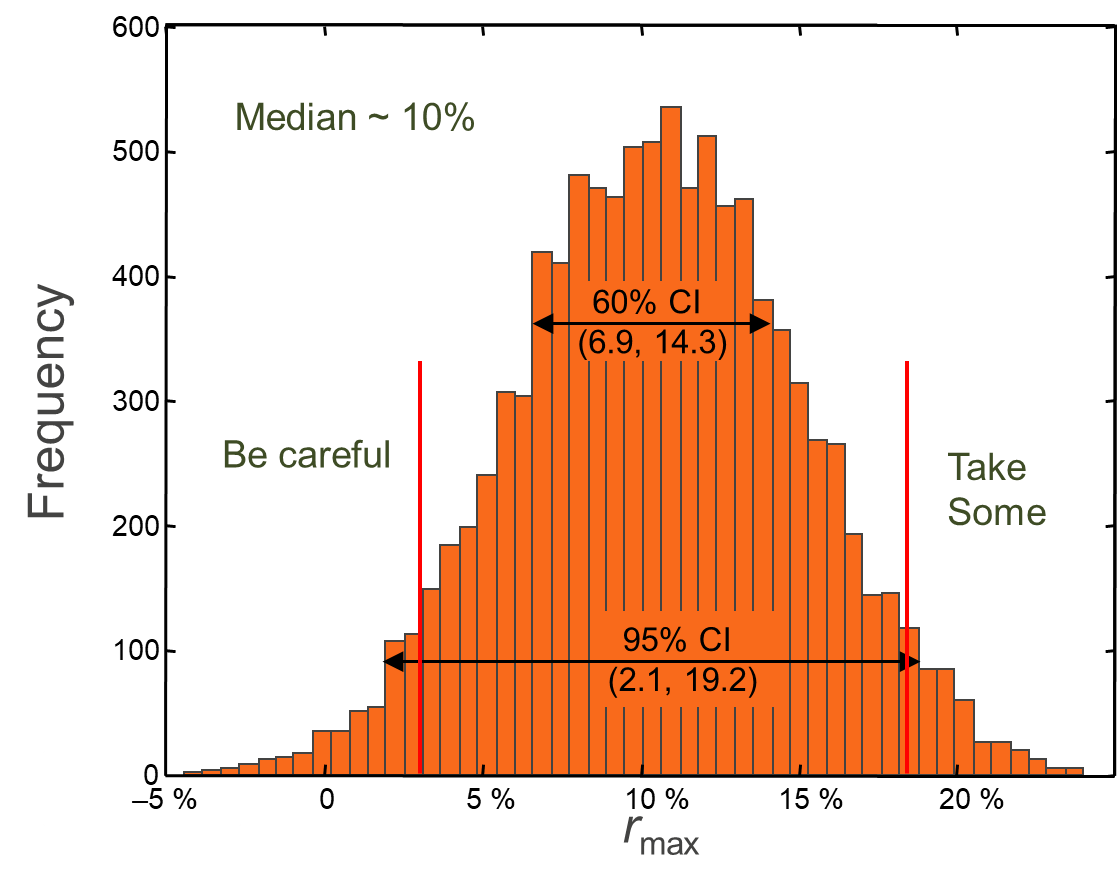 600
500
400
300
200
100
0
Frequency
Median ~ 10%
60% CI
(6.9, 14.3)
Be careful
Take
Some
95% CI
(2.1, 19.2)
–5 % 0 5 % 10 % 15 % 20 %
rmax